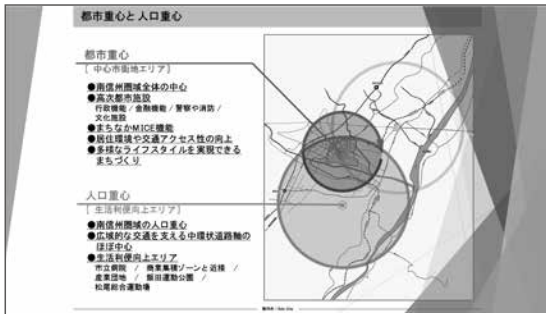 都市重心と人口重心
都市重心
[ 中心市街地エリア ]
●南信州圏域全体の中心
●高次都市施設
行政機能 / 金融機能 / 警察や消防 /
文化施設
●まちなかMICE機能
●居住環境や交通アクセス性の向上
●多様なライフスタイルを実現できる
まちづくり
人口重心
[ 生活利便向上エリア ]
●南信州圏域の人口重心
●広域的な交通を支える中環状道路軸の
ほぼ中心
●生活利便向上エリア
市立病院 / 商業集積ゾーンと近接 /
産業団地 / 飯田運動公園 /
松尾総合運動場